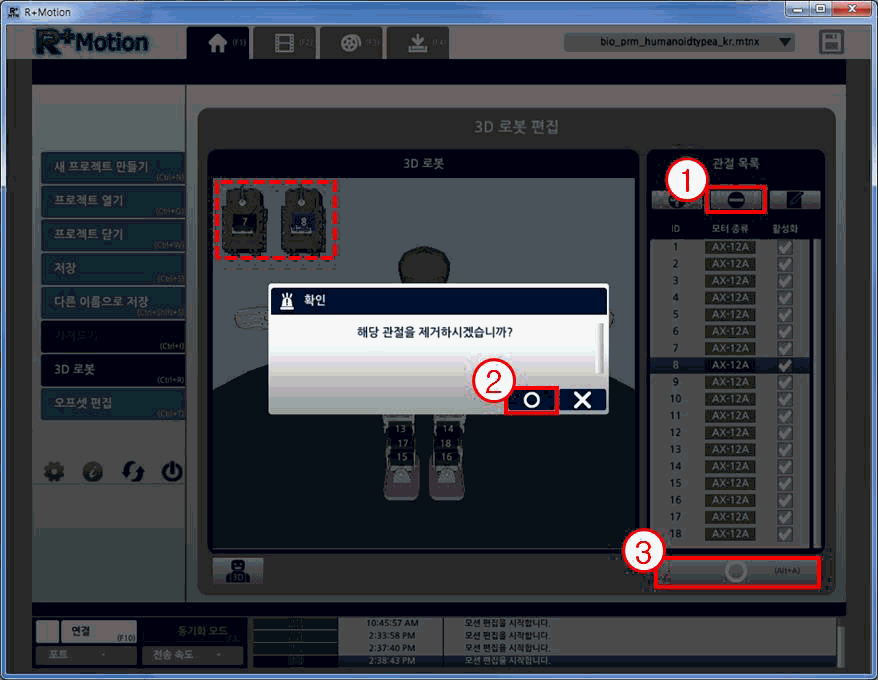 R+Motion
R+Motion
(F1)
(F2)
(F3)
(F4)
bio_prm_humanoidtypea_kr.mtnx
새 프로젝트 만들기
(Ctrl+N)
프로젝트 열기
(Ctrl+O)
프로젝트 닫기
(Ctrl+W)
저장
(Ctrl+S)
다른 이름으로 저장
(Ctrl+Shift+S)
가져오기
(Ctrl+I)
3D 로봇
(Ctrl+R)
오프셋 편집
(Ctrl+T)
3D 로봇 편집
3D 로봇
7
8
확인
해당 관절을 제거하시겠습니까?
②
13 14
17 18
15 16
3D
관절 목록
①
ID 모터 종류 활성화
1 AX-12A
2 AX-12A
3 AX-12A
4 AX-12A
5 AX-12A
6 AX-12A
7 AX-12A
8 AX-12A
9 AX-12A
10 AX-12A
11 AX-12A
12 AX-12A
13 AX-12A
14 AX-12A
15 AX-12A
16 AX-12A
17 AX-12A
18 AX-12A
③
(Alt+A)
연결 (F10)
동기화 모드
포트 -
전송 속도 -
10:45:57 AM 모션 편집을 시작합니다.
2:33:58 PM 모션 편집을 시작합니다.
2:37:40 PM 모션 편집을 시작합니다.
2:38:43 PM 모션 편집을 시작합니다.